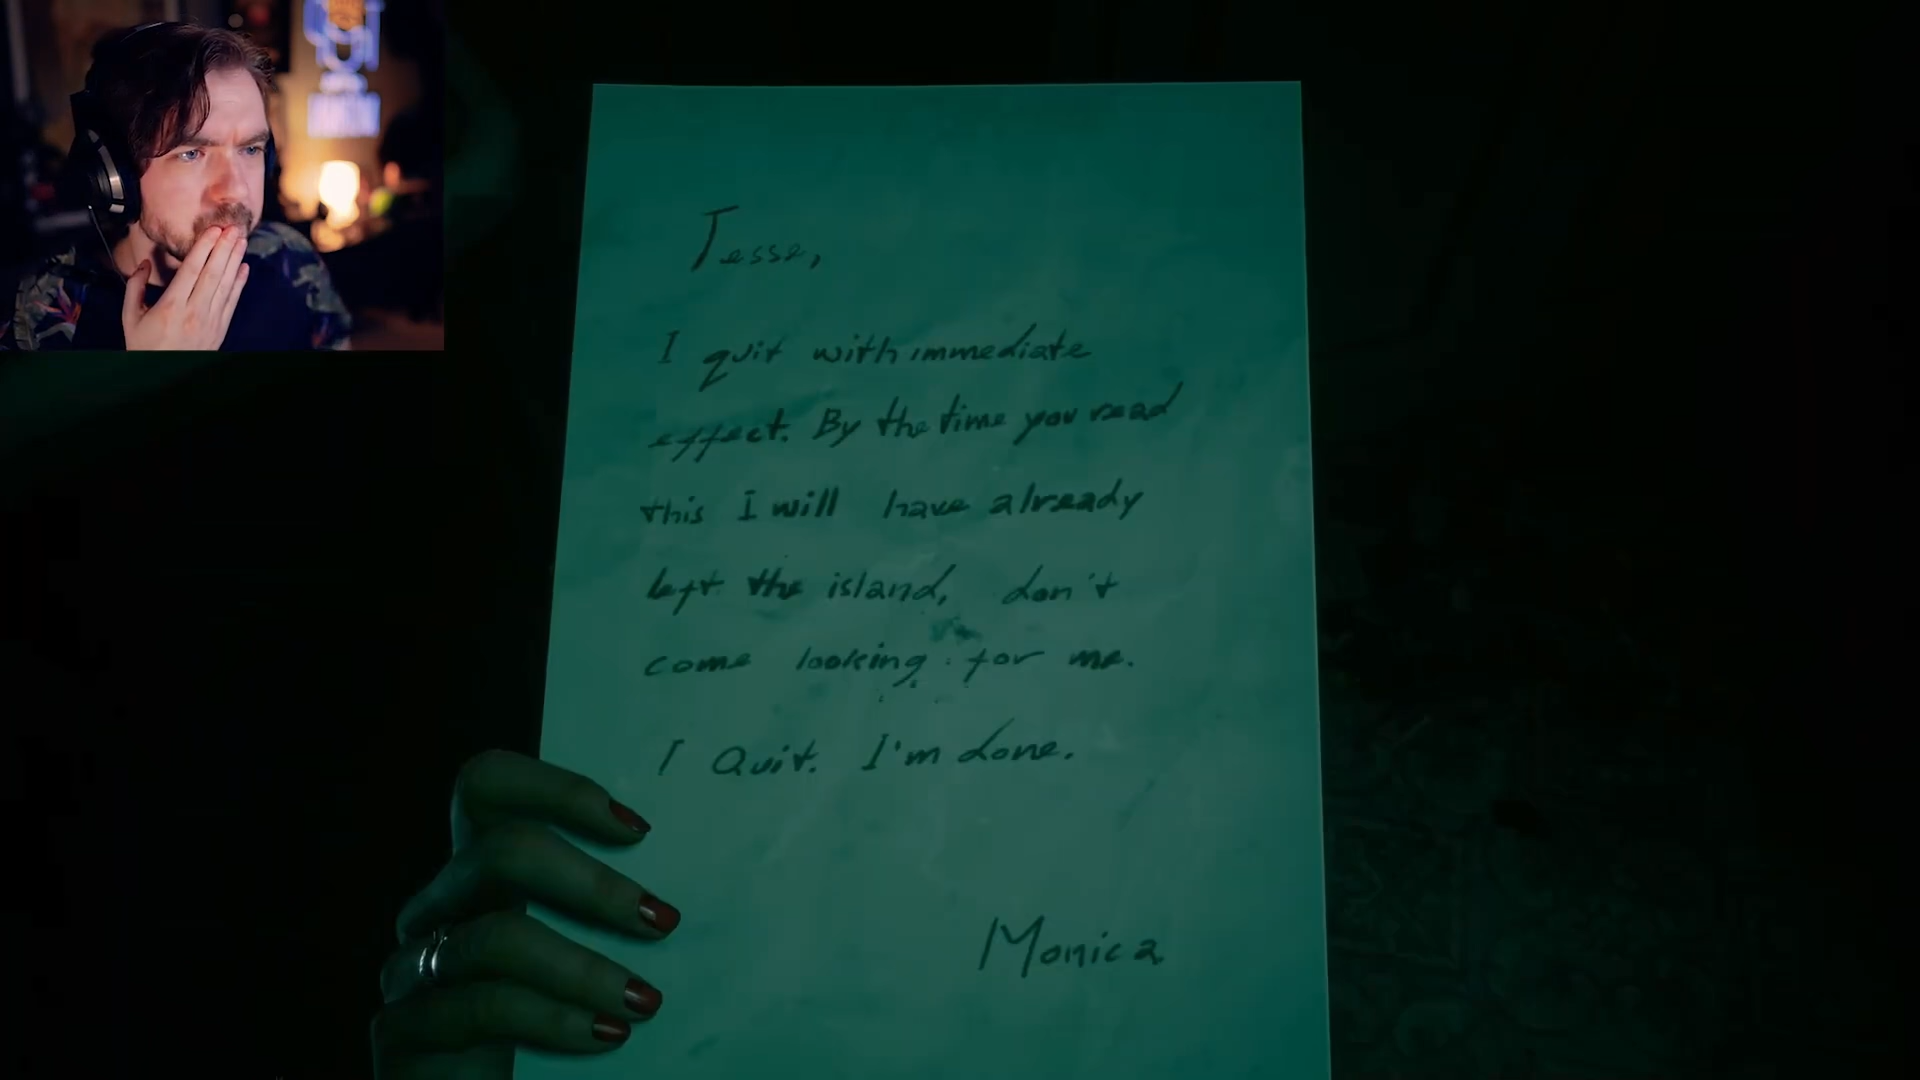 Jesse,
I quit with immediate
effect. By the time you read
this I will have already
left the island, don't
come looking for me.
I Quit. I'm done.
Monica